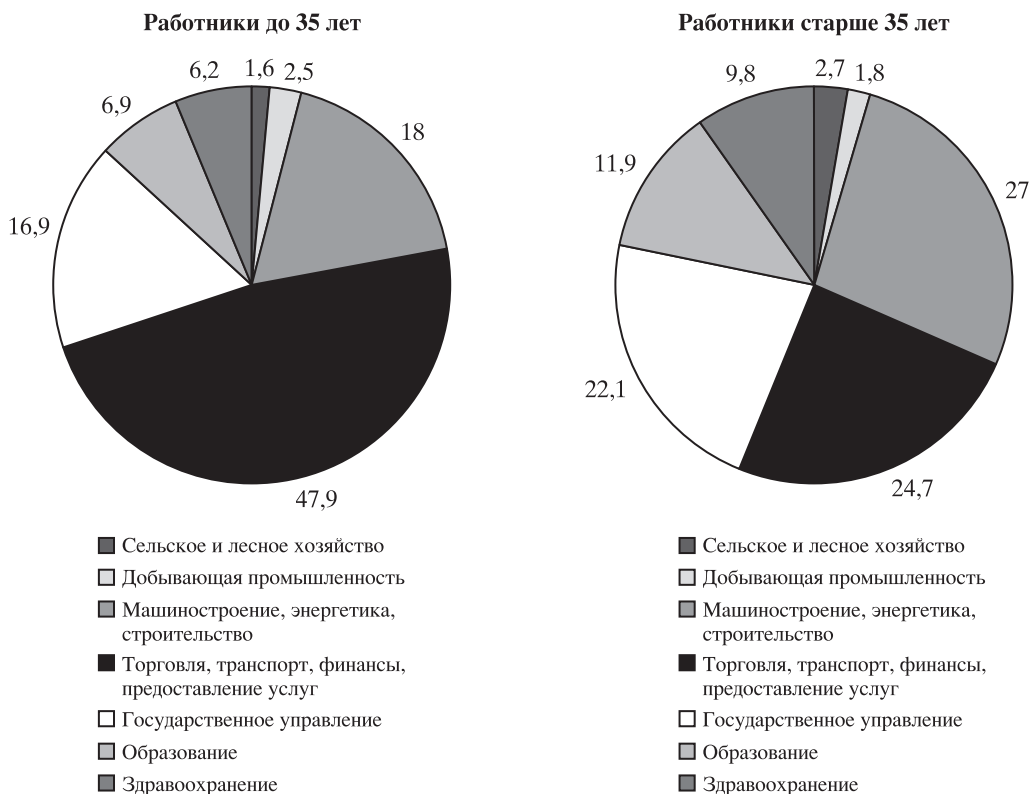 Работники до 35 лет
6,2
1,6
2,5
6,9
18
16,9
47,9
Сельское и лесное хозяйство
Добывающая промышленность
Машиностроение, энергетика,
строительство
Торговля, транспорт, финансы,
предоставление услуг
Государственное управление
Образование
Здравоохранение
Работники старше 35 лет
9,8
2,7
1,8
11,9
27
22,1
24,7
Сельское и лесное хозяйство
Добывающая промышленность
Машиностроение, энергетика,
строительство
Торговля, транспорт, финансы,
предоставление услуг
Государственное управление
Образование
Здравоохранение